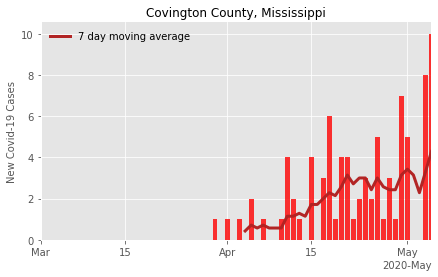 Covington County, Mississippi
7 day moving average
New Covid-19 Cases
10
8
6
4
2
0
Mar
15
Apr
15
May
2020-May